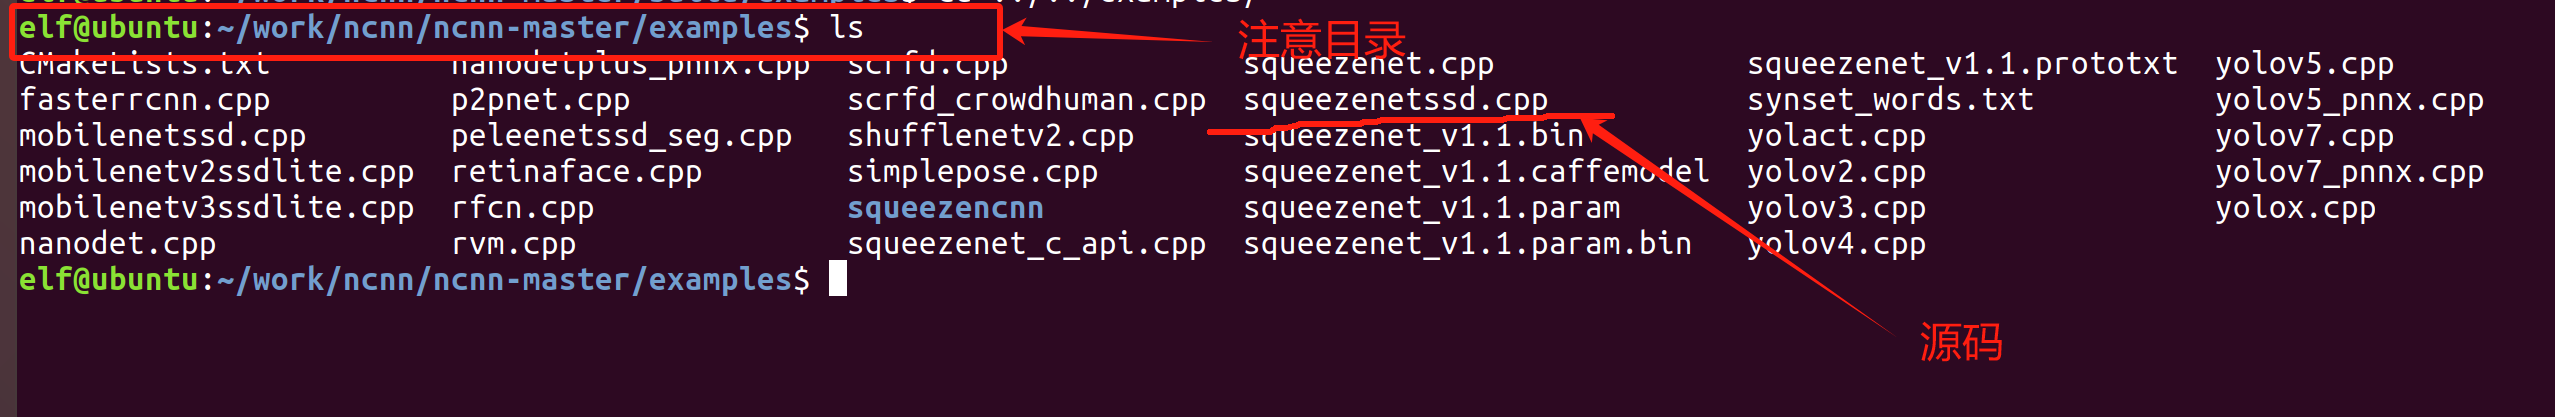 elf@ubuntu:~/work/ncnn/ncnn-master/examples$ ls
注意目录
CMakeLists.txt nanodetplus_pnnx.cpp scrfd.cpp squeezenet.cpp squeezenet_v1.1.prototxt yolov5.cpp
fasterrcnn.cpp p2pnet.cpp scrfd_crowdhuman.cpp squeezenetssd.cpp synset_words.txt yolov5_pnnx.cpp
mobilenetssd.cpp peleenetssd_seg.cpp shufflenetv2.cpp squeezenet_v1.1.bin yolact.cpp yolov7.cpp
mobilenetv2ssdlite.cpp retinaface.cpp simplepose.cpp squeezenet_v1.1.caffemodel yolov2.cpp yolov7_pnnx.cpp
mobilenetv3ssdlite.cpp rfcn.cpp squeezencnn squeezenet_v1.1.param yolov3.cpp yolox.cpp
nanodet.cpp rvm.cpp squeezenet_c_api.cpp squeezenet_v1.1.param.bin yolov4.cpp
elf@ubuntu:~/work/ncnn/ncnn-master/examples$
源码